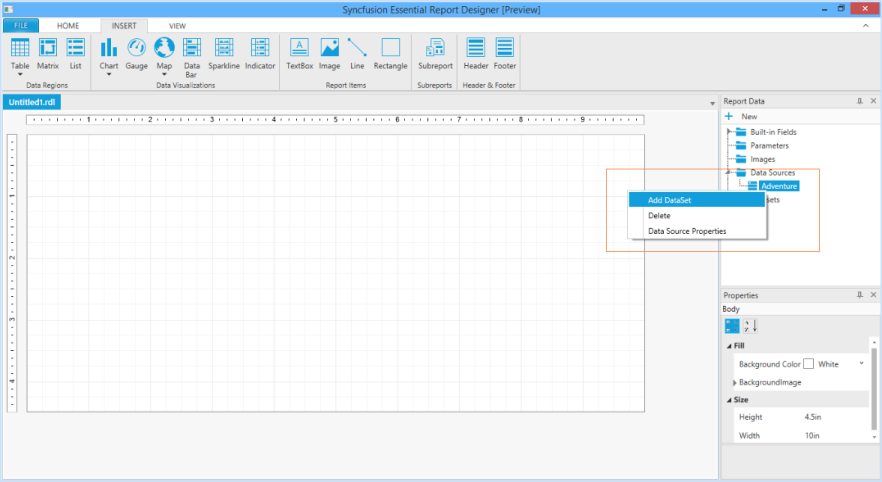 Syncfusion Essential Report Designer [Preview]
FILE HOME INSERT VIEW
Table Matrix List Chart Gauge Map Data Bar Sparkline Indicator TextBox Image Line Rectangle Subreport Header Footer
Data Regions Data Visualizations Report Items Subreports Header & Footer
Untitled1.rdl
1 2 3 4 5 6 7 8 9
1
2
3
4
Report Data
New
Built-in Fields
Parameters
Images
Data Sources
Adventure
sets
Add DataSet
Delete
Data Source Properties
Properties
Body
Fill
Background Color White
BackgroundImage
Size
Height 4.5in
Width 10in